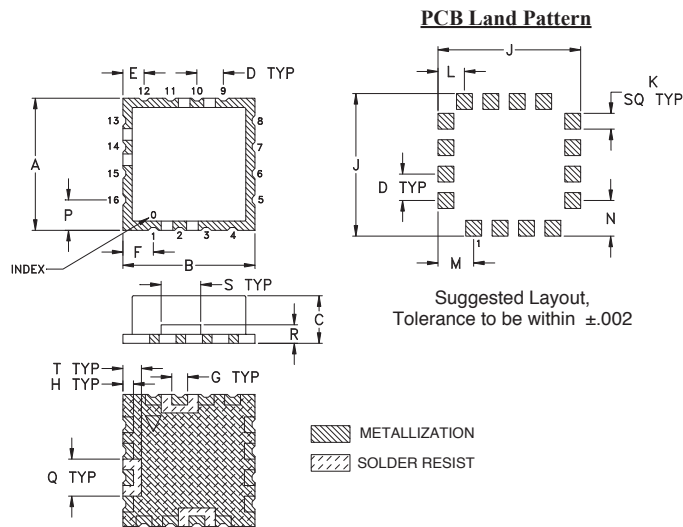 PCB Land Pattern
E
D TYP
12 11 10 9
13
14
15
16
8
7
6
5
A
P
0
1 2 3 4
INDEX
F
B
J
L
K
SQ TYP
J
D TYP
N
1
M
Suggested Layout,
Tolerance to be within ±.002
S TYP
C
R
T TYP
H TYP
G TYP
Q TYP
METALLIZATION
SOLDER RESIST